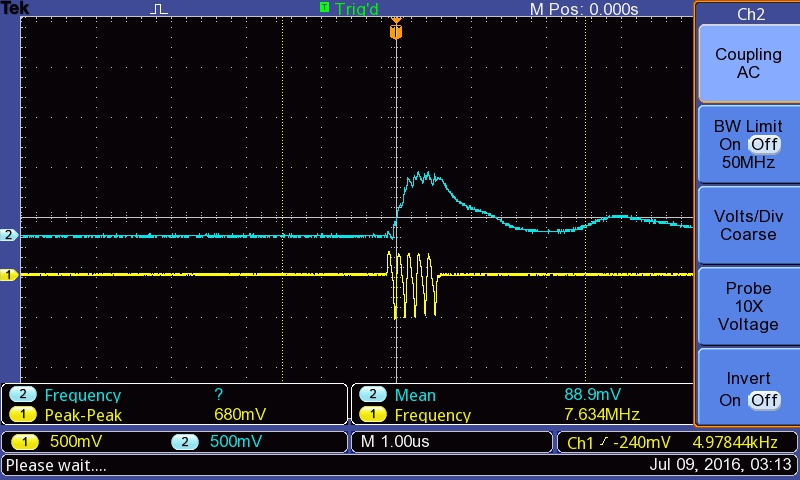 Tek T Trig'd M Pos: 0.000s
Ch2
T
Coupling
AC
BW Limit
On Off
50MHz
Volts/Div
Coarse
Probe
10X
Voltage
Invert
On Off
2
1
2 Frequency ?
1 Peak-Peak 680mV
2 Mean 88.9mV
1 Frequency 7.634MHz
1 500mV 2 500mV M 1.00us Ch1 -240mV 4.97844kHz
Please wait.... Jul 09, 2016, 03:13